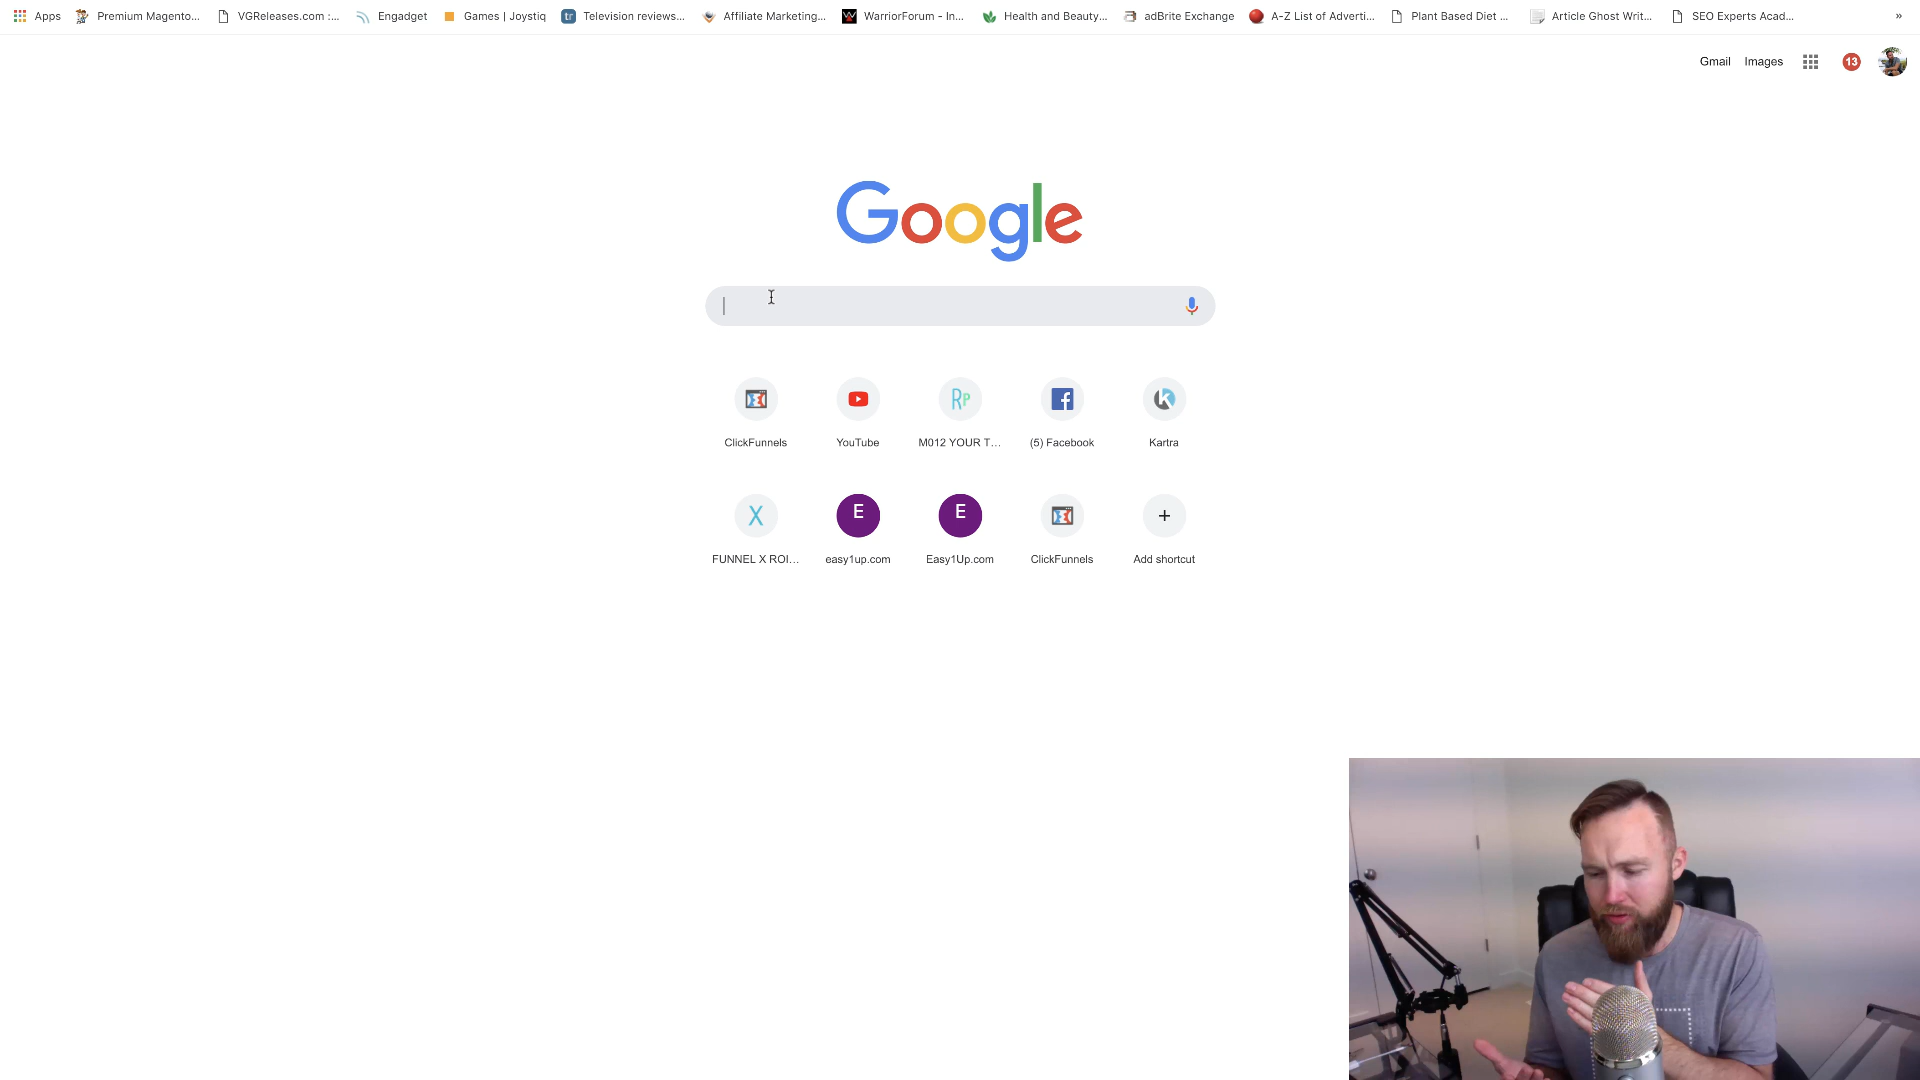 Apps Premium Magento... VGReleases.com :... Engadget Games | Joystiq tr Television reviews... Affiliate Marketing... WarriorForum - In... Health and Beauty... adBrite Exchange A-Z List of Adverti... Plant Based Diet ... Article Ghost Writ... SEO Experts Acad... »
Gmail Images 13
Google
RP
ClickFunnels YouTube M012 YOUR T... (5) Facebook Kartra
X E E +
FUNNEL X ROI... easy1up.com Easy1Up.com ClickFunnels Add shortcut